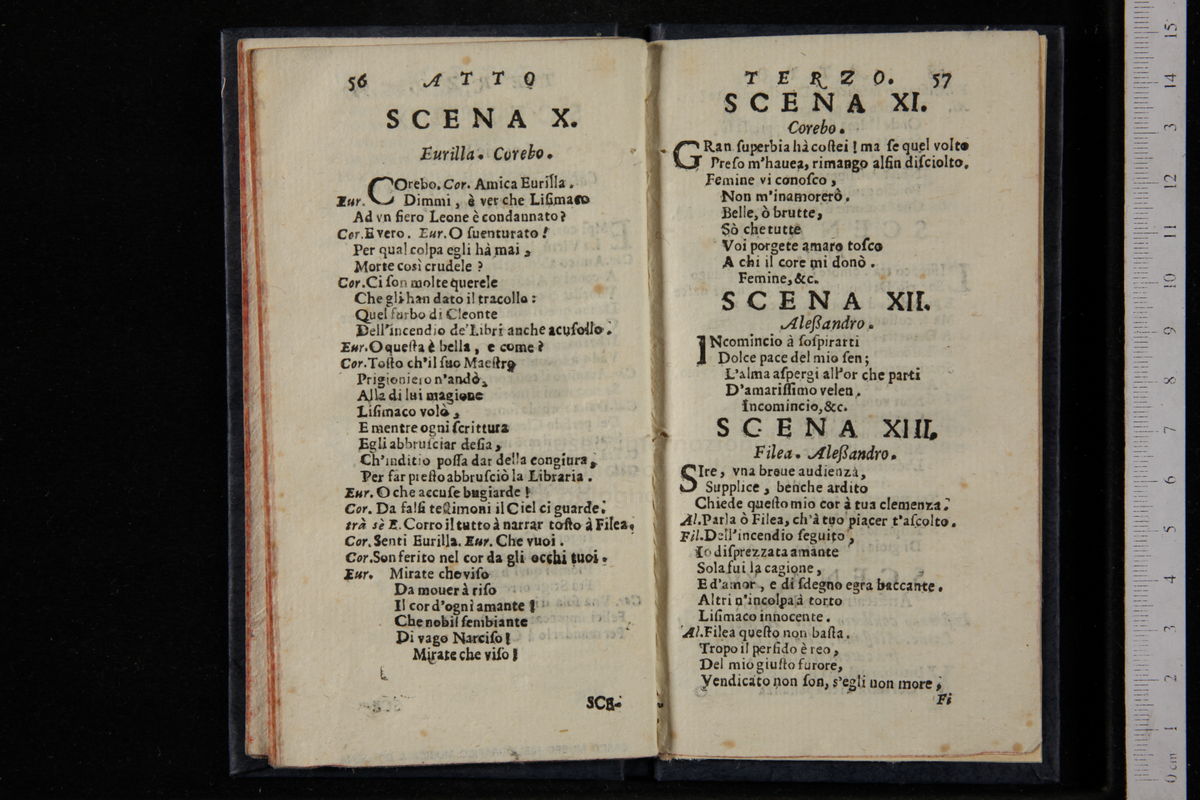 56 ATTO
SCENA X.
Eurilla. Corebo.
Eur. COrebo. Cor. Amica Eurilla.
Dimmi, è ver che Lisimaco
Ad vn fiero Leone è condannato?
Cor. E vero. Eur. O suenturato!
Per qual colpa egli hà mai,
Morte così crudele?
Cor. Ci son molte querele
Che gli han dato il tracollo:
Quel furbo di Cleonte
Dell'incendio de' Libri anche acusollo.
Eur. O questa è bella, e come?
Cor. Tosto ch'il suo Maestro
Prigioniero n'andò,
Alla di lui magione
Lisimaco volò,
E mentre ogni scrittura
Egli abbrusciar desia,
Ch'inditio possa dar della congiura,
Per far presto abbrusciò la Libraria.
Eur. O che accuse bugiarde!
Cor. Da falsi testimoni il Ciel ci guarde.
trà sè E. Corro il tutto à narrar tosto à Filea.
Cor. Senti Eurilla. Eur. Che vuoi.
Cor. Son ferito nel cor da gli occhi tuoi.
Eur. Mirate che viso
Da mouer à riso
Il cor d'ogni amante!
Che nobil sembiante
Di vago Narciso!
Mirate che viso!
SCE-
TERZO. 57
SCENA XI.
Corebo.
GRan superbia hà costei! ma se quel volto
Preso m'hauea, rimango alfin disciolto.
Femine vi conosco,
Non m'inamorerò.
Belle, ò brutte,
Sò che tutte
Voi porgete amaro tosco
A chi il core mi donò.
Femine, &c.
SCENA XII.
Aleßandro.
INcomincio à sospirarti
Dolce pace del mio sen;
L'alma aspergi all'or che parti
D'amarissimo velen.
Incomincio, &c.
SCENA XIII.
Filea. Aleßandro.
SIre, vna breue audienza,
Supplice, benche ardito
Chiede questo mio cor à tua clemenza.
Al. Parla ò Filea, ch'à tuo piacer t'ascolto.
Fil. Dell'incendio seguito,
Io disprezzata amante
Sola fui la cagione,
E d'amor, e di sdegno egra baccante.
Altri n'incolpa à torto
Lisimaco innocente.
Al. Filea questo non basta.
Tropo il perfido è reo,
Del mio giusto furore,
Vendicato non son, s'egli non more,
Fi